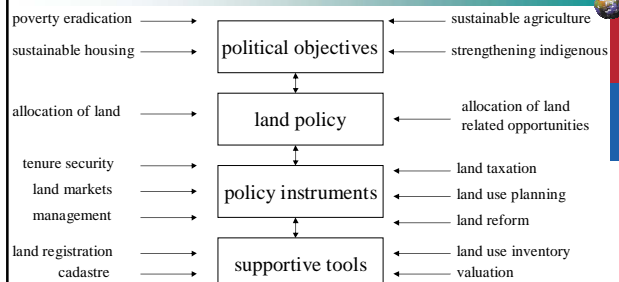 poverty eradication
sustainable agriculture
sustainable housing
political objectives
strengthening indigenous
allocation of land
land policy
allocation of land
related opportunities
tenure security
land taxation
land markets
policy instruments
land use planning
management
land reform
land registration
land use inventory
cadastre
supportive tools
valuation